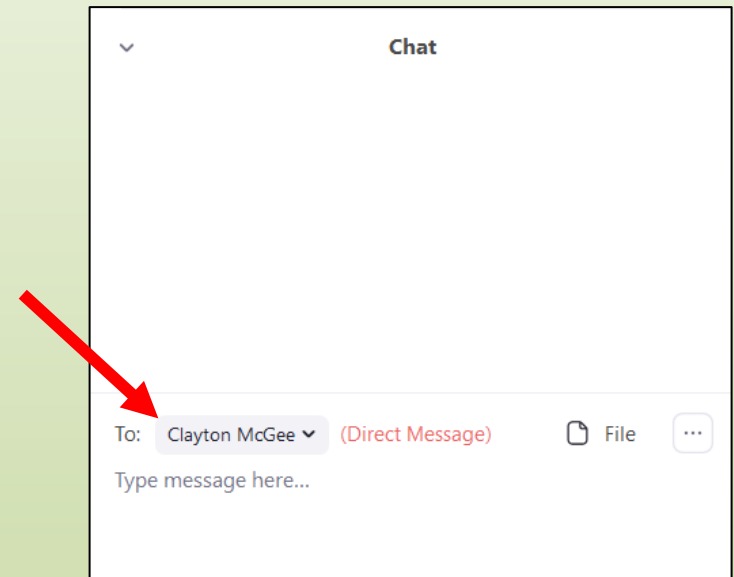 Chat
To: Clayton McGee (Direct Message) File ...
Type message here...